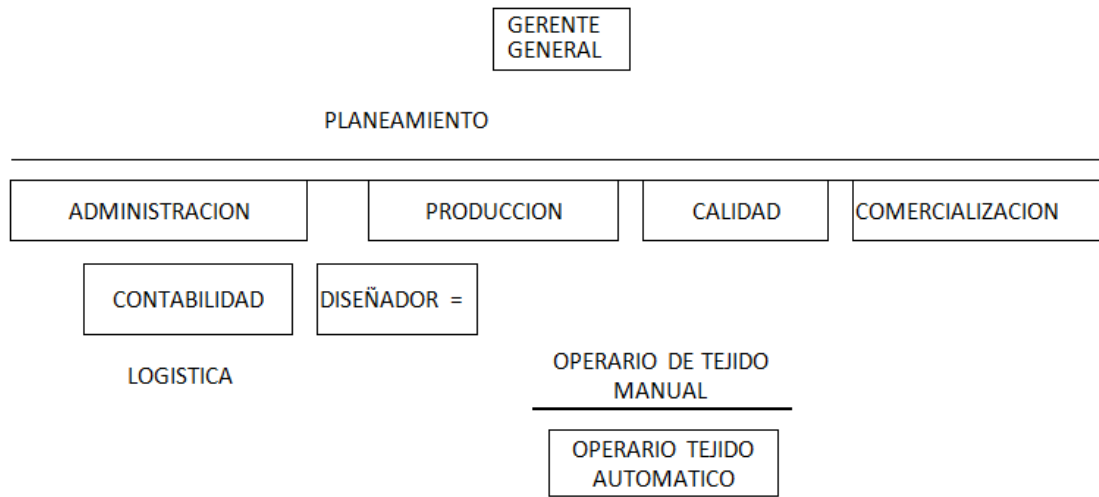 GERENTE
GENERAL
PLANEAMIENTO
ADMINISTRACION
PRODUCCION
CALIDAD
COMERCIALIZACION
CONTABILIDAD
DISEÑADOR =
LOGISTICA
OPERARIO DE TEJIDO
MANUAL
OPERARIO TEJIDO
AUTOMATICO